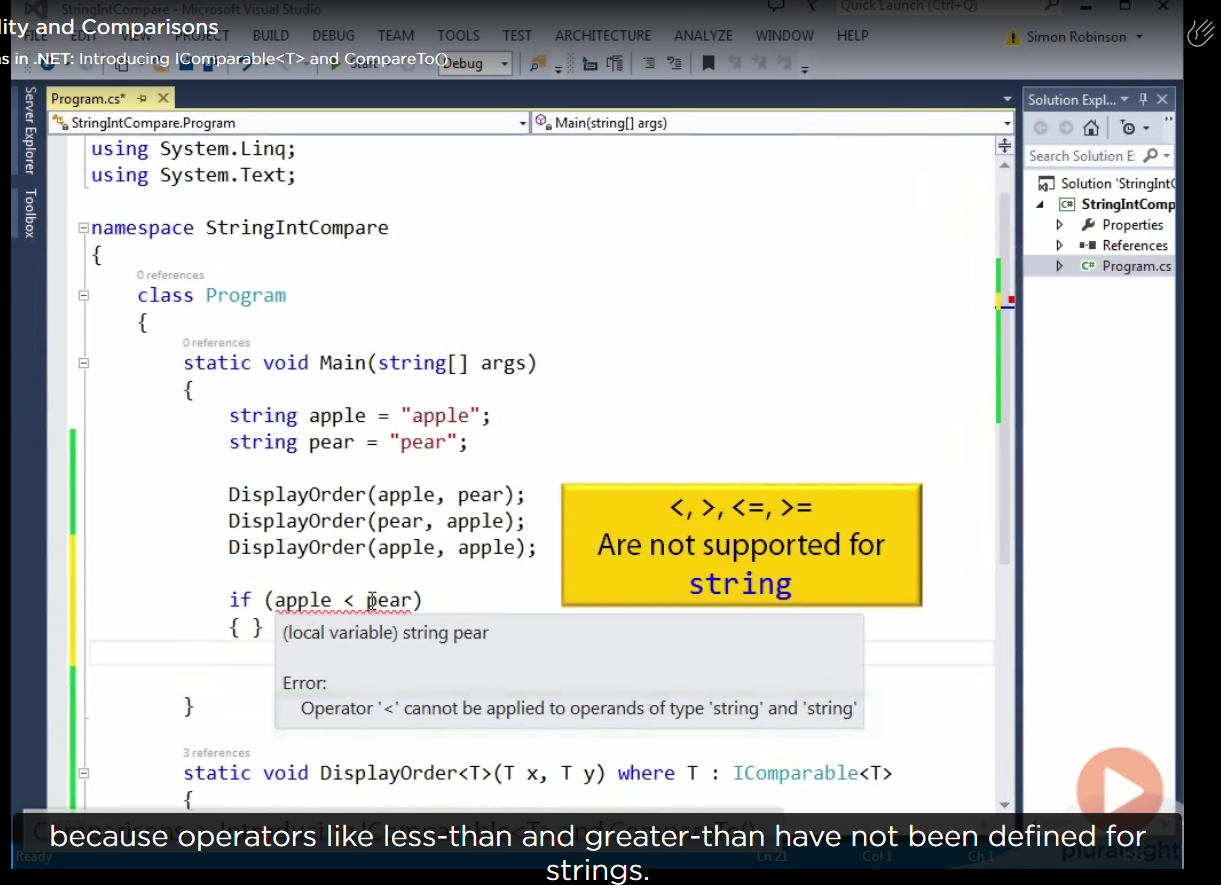 StringIntCompare - Microsoft Visual Studio
Quick Launch (Ctrl+Q)
lity and Comparisons
FILE EDIT VIEW PROJECT BUILD DEBUG TEAM TOOLS TEST ARCHITECTURE ANALYZE WINDOW HELP
Simon Robinson
s in .NET: Introducing IComparable<T> and CompareTo()
Start
Debug
Server Explorer
Toolbox
Program.cs*
StringIntCompare.Program
Main(string[] args)
using System.Linq;
using System.Text;
namespace StringIntCompare
{
0 references
class Program
{
0 references
static void Main(string[] args)
{
string apple = "apple";
string pear = "pear";
DisplayOrder(apple, pear);
DisplayOrder(pear, apple);
DisplayOrder(apple, apple);
if (apple < pear)
{ }
(local variable) string pear
Error:
Operator '<' cannot be applied to operands of type 'string' and 'string'
}
3 references
static void DisplayOrder<T>(T x, T y) where T : IComparable<T>
{
<, >, <=, >=
Are not supported for
string
Solution Expl...
Search Solution E
Solution 'StringInt
StringIntComp
Properties
References
Program.cs
because operators like less-than and greater-than have not been defined for
strings.
Ready
Ln 21
Col 1
Ch 1
pluralsight